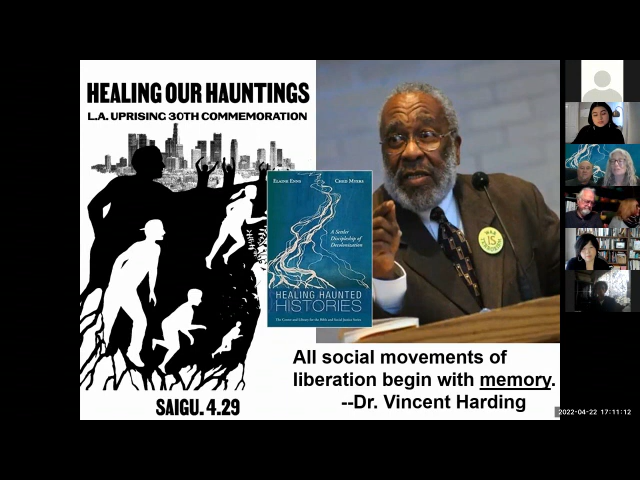 HEALING OUR HAUNTINGS
L.A. UPRISING 30TH COMMEMORATION
SAIGU. 4.29
ELAINE ENNS CHED MYERS
A Settler
Discipleship of
Decolonization
HEALING HAUNTED
HISTORIES
The Center and Library for the Bible and Social Justice Series
All social movements of
liberation begin with memory.
--Dr. Vincent Harding
2022-04-22 17:11:12